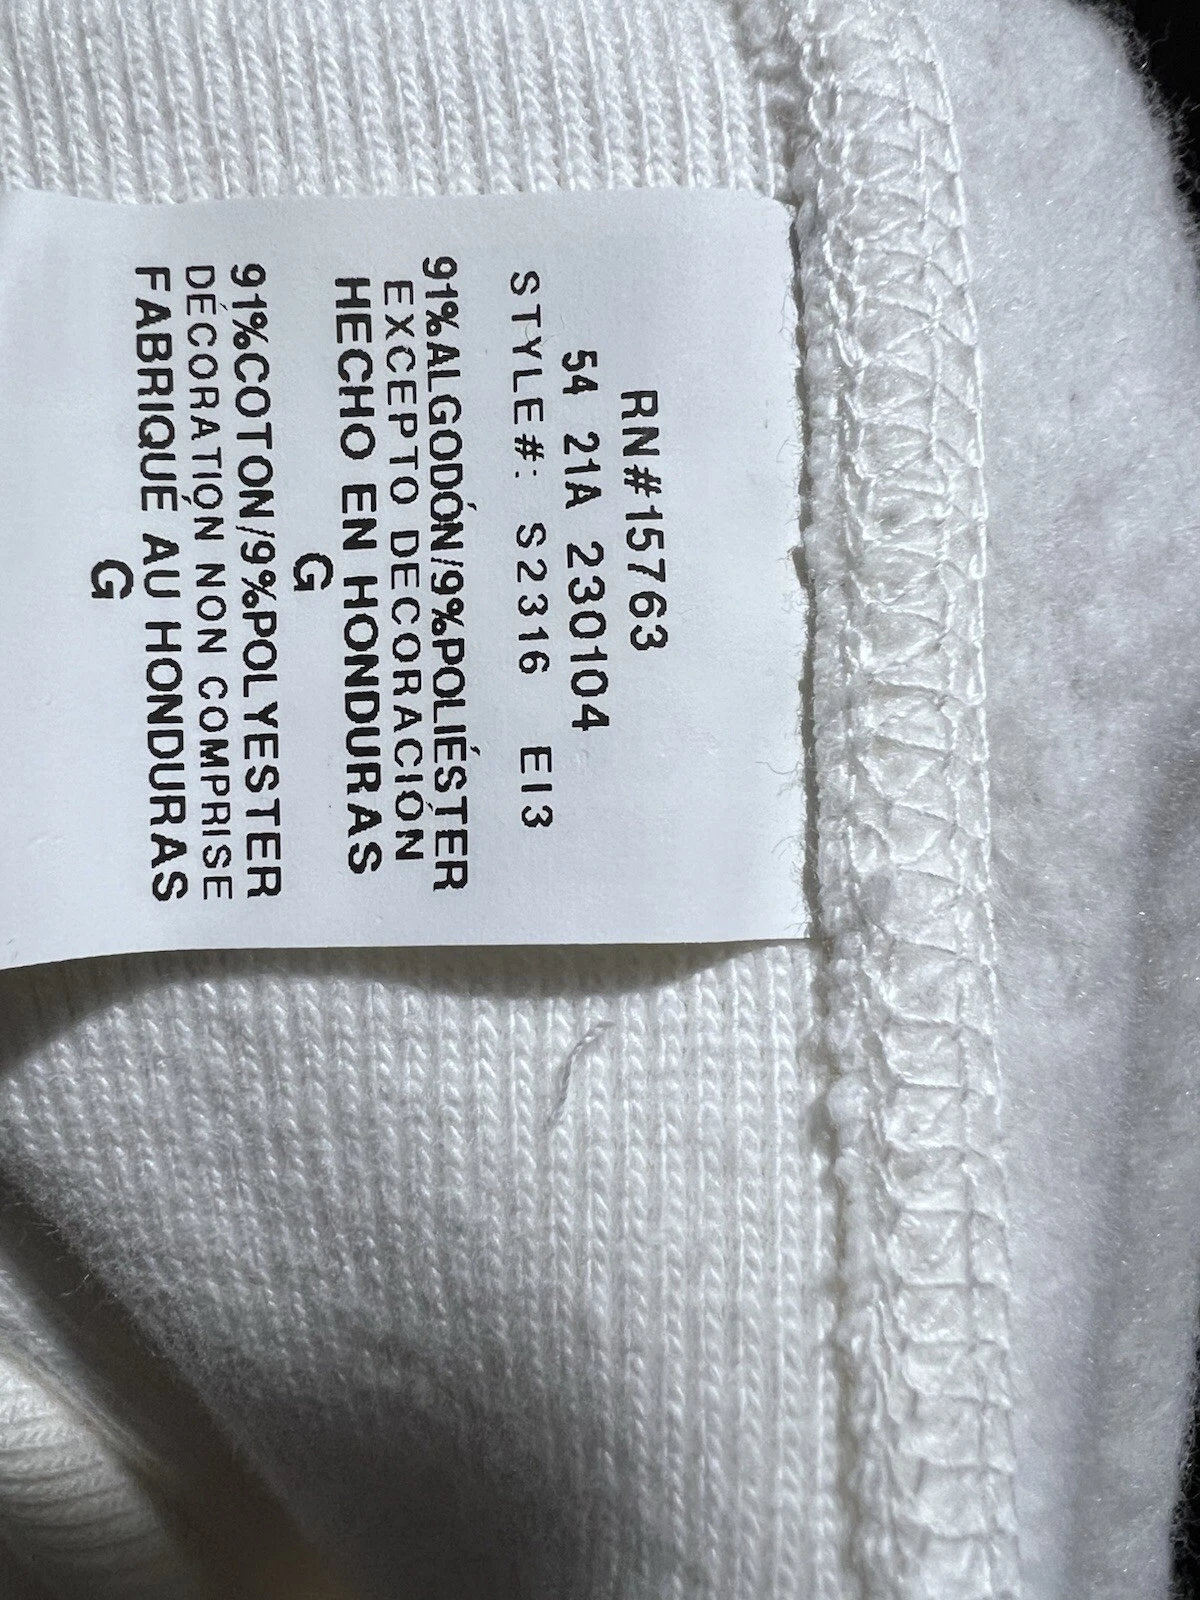 RN#15763
54 21A 230104
STYLE#: S2316 EI3
91%ALGODÓN/9%POLIÉSTER
EXCEPTO DECORACIÓN
HECHO EN HONDURAS
G
91%COTON/9%POLYESTER
DÉCORATION NON COMPRISE
FABRIQUÉ AU HONDURAS
G